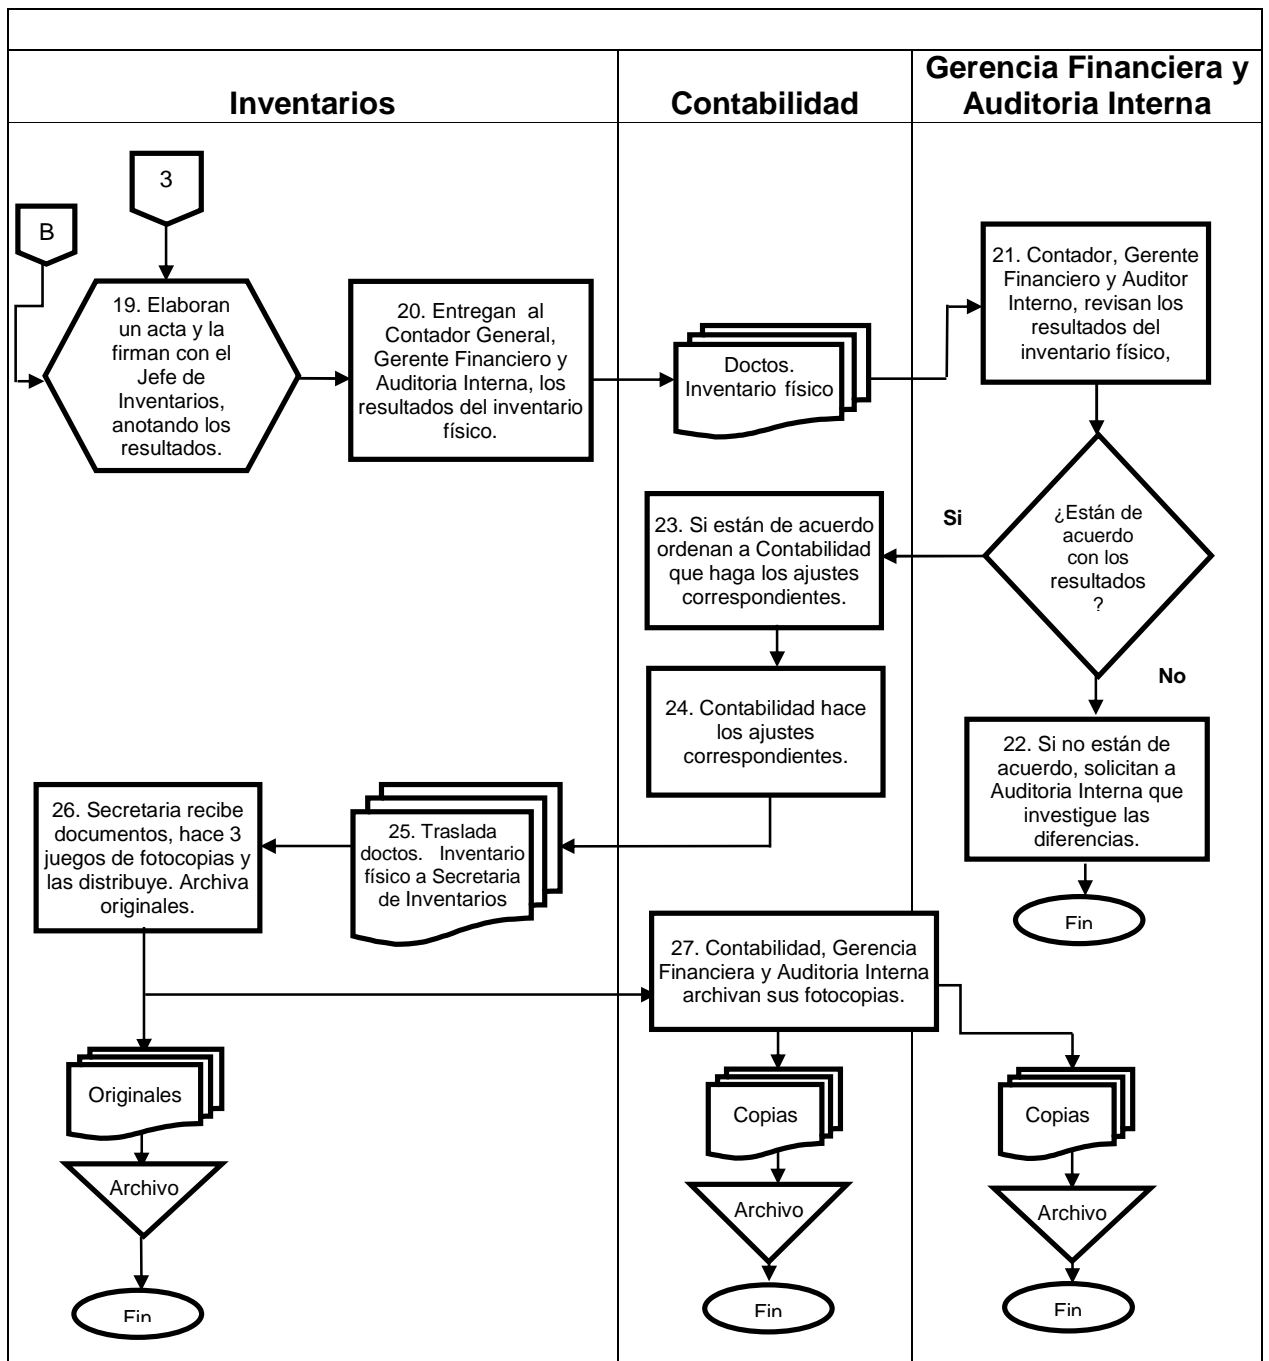 Inventarios
Contabilidad
Gerencia Financiera y
Auditoria Interna
3
B
19. Elaboran
un acta y la
firman con el
Jefe de
Inventarios,
anotando los
resultados.
20. Entregan al
Contador General,
Gerente Financiero y
Auditoria Interna, los
resultados del inventario
físico.
Doctos.
Inventario físico
21. Contador, Gerente
Financiero y Auditor
Interno, revisan los
resultados del
inventario físico,
¿Están de
acuerdo
con los
resultados
?
Si
No
23. Si están de acuerdo
ordenan a Contabilidad
que haga los ajustes
correspondientes.
24. Contabilidad hace
los ajustes
correspondientes.
22. Si no están de
acuerdo, solicitan a
Auditoria Interna que
investigue las
diferencias.
Fin
25. Traslada
doctos. Inventario
físico a Secretaria
de Inventarios
26. Secretaria recibe
documentos, hace 3
juegos de fotocopias y
las distribuye. Archiva
originales.
27. Contabilidad, Gerencia
Financiera y Auditoria Interna
archivan sus fotocopias.
Originales
Archivo
Fin
Copias
Archivo
Fin
Copias
Archivo
Fin